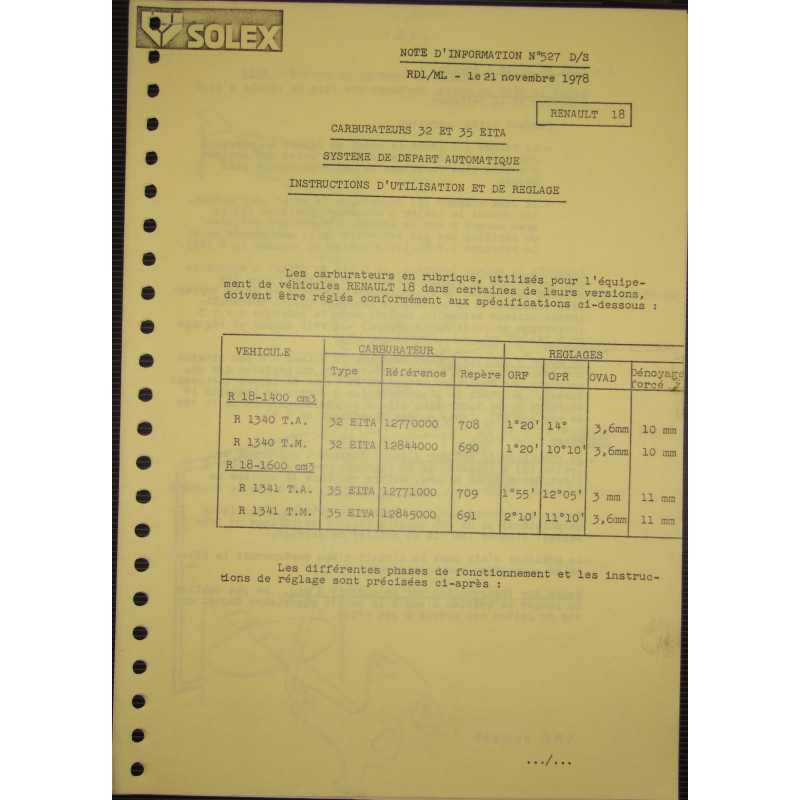 SOLEX
NOTE D'INFORMATION N°527 D/S
RD1/ML - le 21 novembre 1978
RENAULT 18
CARBURATEURS 32 ET 35 EITA
SYSTEME DE DEPART AUTOMATIQUE
INSTRUCTIONS D'UTILISATION ET DE REGLAGE
Les carburateurs en rubrique, utilisés pour l'équipe-
ment de véhicules RENAULT 18 dans certaines de leurs versions,
doivent être réglés conformément aux spécifications ci-dessous :
VEHICULE CARBURATEUR REGLAGES
Type Référence Repère ORF OPR OVAD Dénoyage
forcé
R 18-1400 cm3
R 1340 T.A. 32 EITA 12770000 708 1°20' 14° 3,6mm 10 mm
R 1340 T.M. 32 EITA 12844000 690 1°20' 10°10' 3,6mm 10 mm
R 18-1600 cm3
R 1341 T.A. 35 EITA 12771000 709 1°55' 12°05' 3 mm 11 mm
R 1341 T.M. 35 EITA 12845000 691 2°10' 11°10' 3,6mm 11 mm
Les différentes phases de fonctionnement et les instruc-
tions de réglage sont précisées ci-après :
.../...